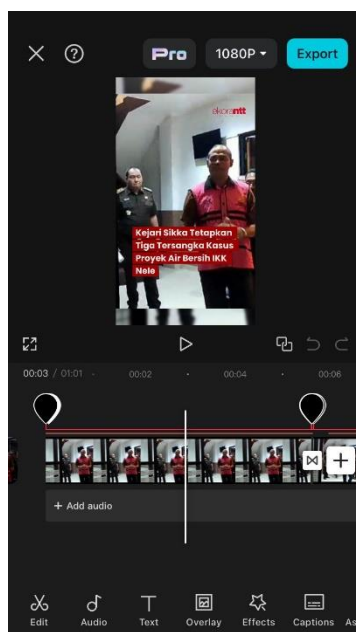 Pro
1080P
Export
ekorantt
Kejari Sikka Tetapkan
Tiga Tersangka Kasus
Proyek Air Bersih IKK
Nele
00:03 / 01:01
00:02
00:04
00:06
+ Add audio
Edit
Audio
Text
Overlay
Effects
Captions
As